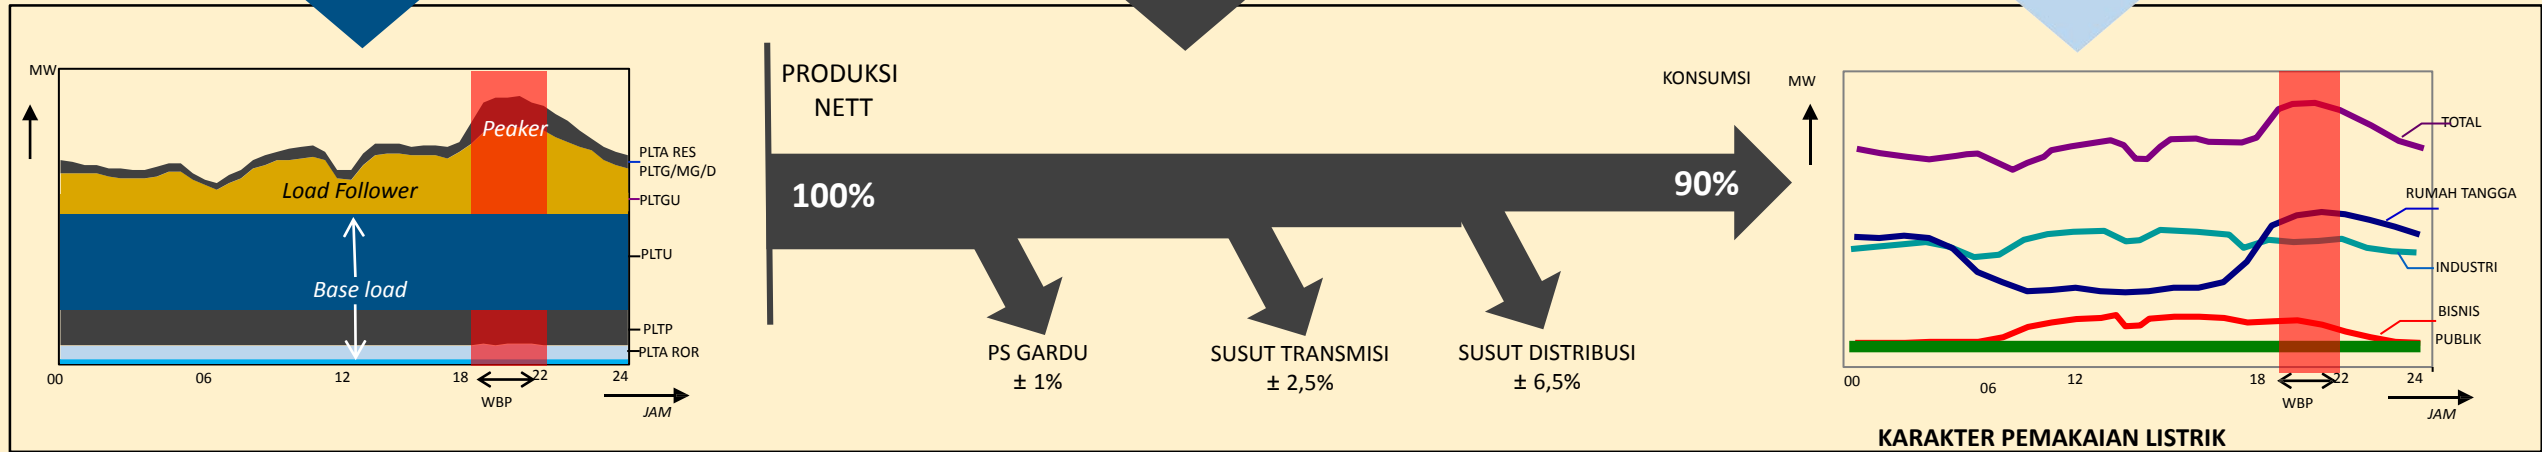 MW
Peaker
Load Follower
Base load
PLTA RES
PLTG/MG/D
PLTGU
PLTU
PLTP
PLTA ROR
00
06
12
18
22
24
WBP
JAM
PRODUKSI
NETT
KONSUMSI
100%
90%
PS GARDU
± 1%
SUSUT TRANSMISI
± 2,5%
SUSUT DISTRIBUSI
± 6,5%
MW
TOTAL
RUMAH TANGGA
INDUSTRI
BISNIS
PUBLIK
00
06
12
18
22
24
WBP
JAM
KARAKTER PEMAKAIAN LISTRIK